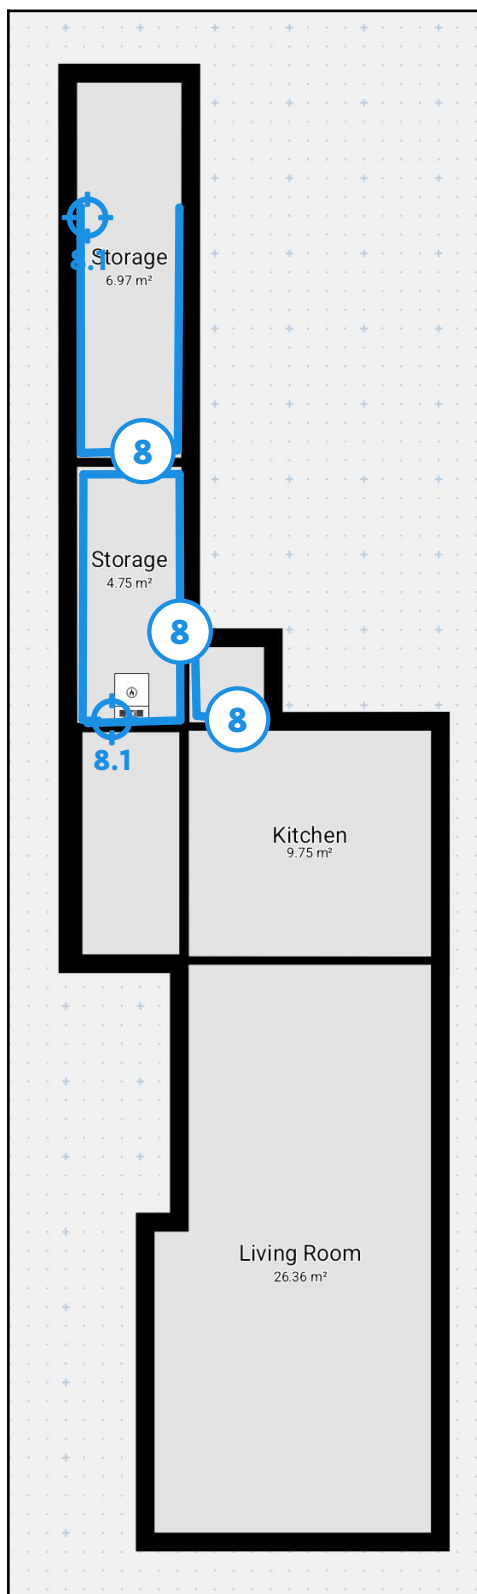 Storage
8.1
6.97 m²
8
Storage
4.75 m²
8
8
8.1
Kitchen
9.75 m²
Living Room
26.36 m²